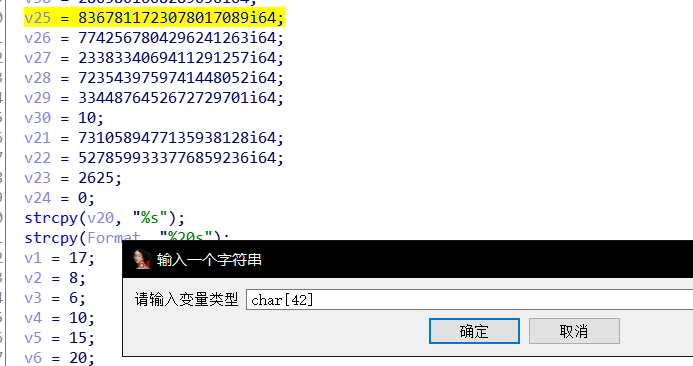 v25 = 8367811723078017089i64;
v26 = 7742567804296241263i64;
v27 = 2338334069411291257i64;
v28 = 7235439759741448052i64;
v29 = 3344876452672729701i64;
v30 = 10;
v21 = 7310589477135938128i64;
v22 = 5278599333776859236i64;
v23 = 2625;
v24 = 0;
strcpy(v20, "%s");
strcpy(Format, "%20s");
v1 = 17;
输入一个字符串
v2 = 8;
请输入变量类型 char[42]
v3 = 6;
v4 = 10;
确定 取消
v5 = 15;
v6 = 20;